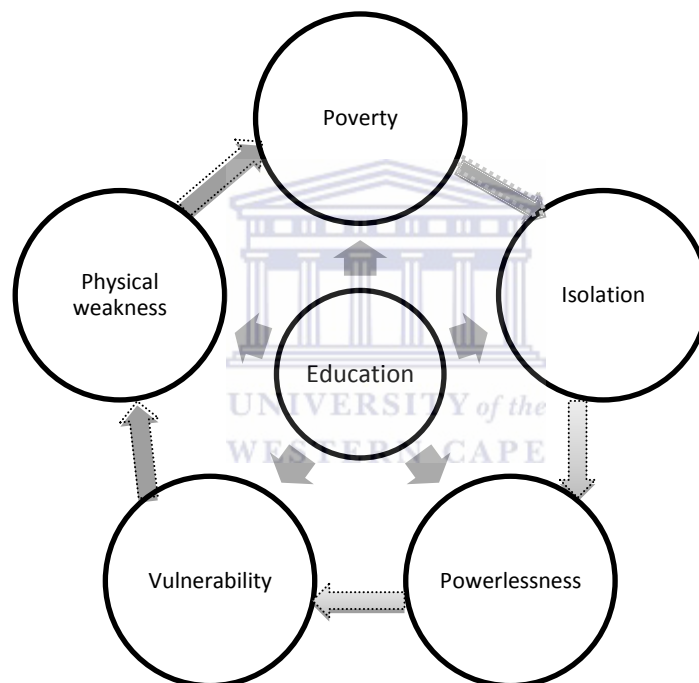 Poverty
Physical
weakness
Isolation
Education
UNIVERSITY of the
WESTERN CAPE
Vulnerability
Powerlessness